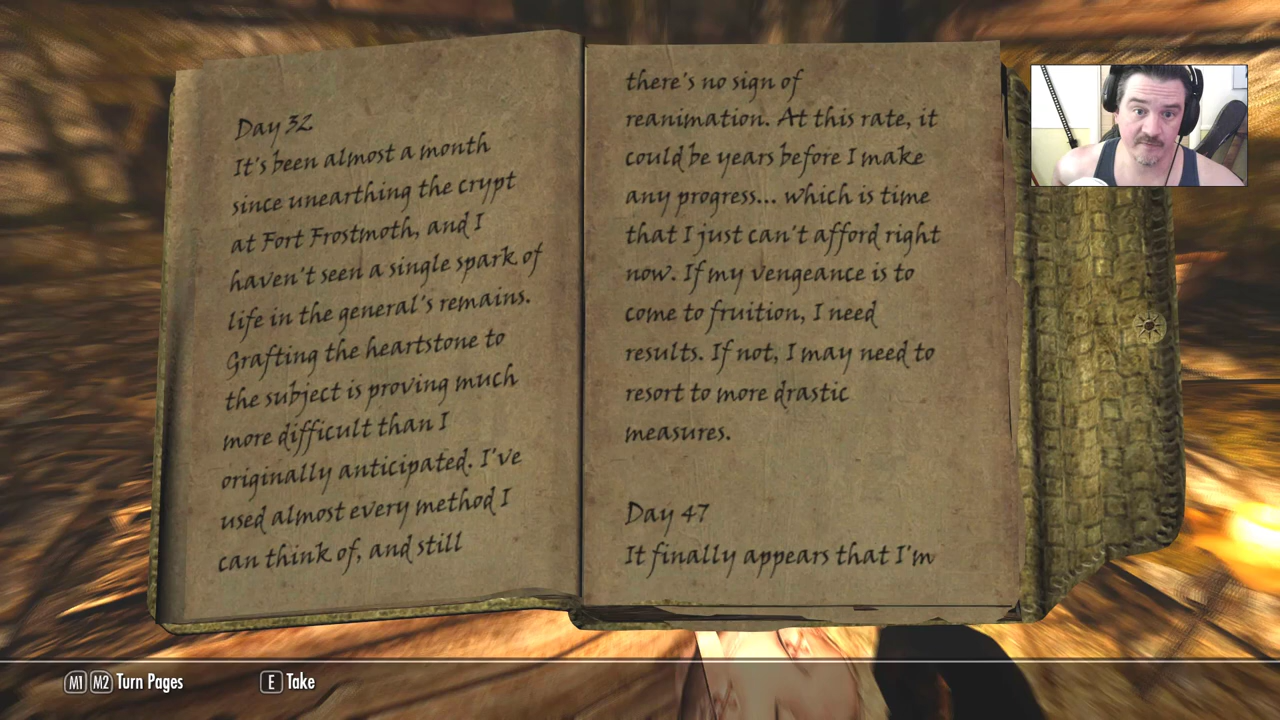 Day 32
It's been almost a month
since unearthing the crypt
at Fort Frostmoth, and I
haven't seen a single spark of
life in the general's remains.
Grafting the heartstone to
the subject is proving much
more difficult than I
originally anticipated. I've
used almost every method I
can think of, and still
there's no sign of
reanimation. At this rate, it
could be years before I make
any progress... which is time
that I just can't afford right
now. If my vengeance is to
come to fruition, I need
results. If not, I may need to
resort to more drastic
measures.
Day 47
It finally appears that I'm
M1 M2 Turn Pages
E Take